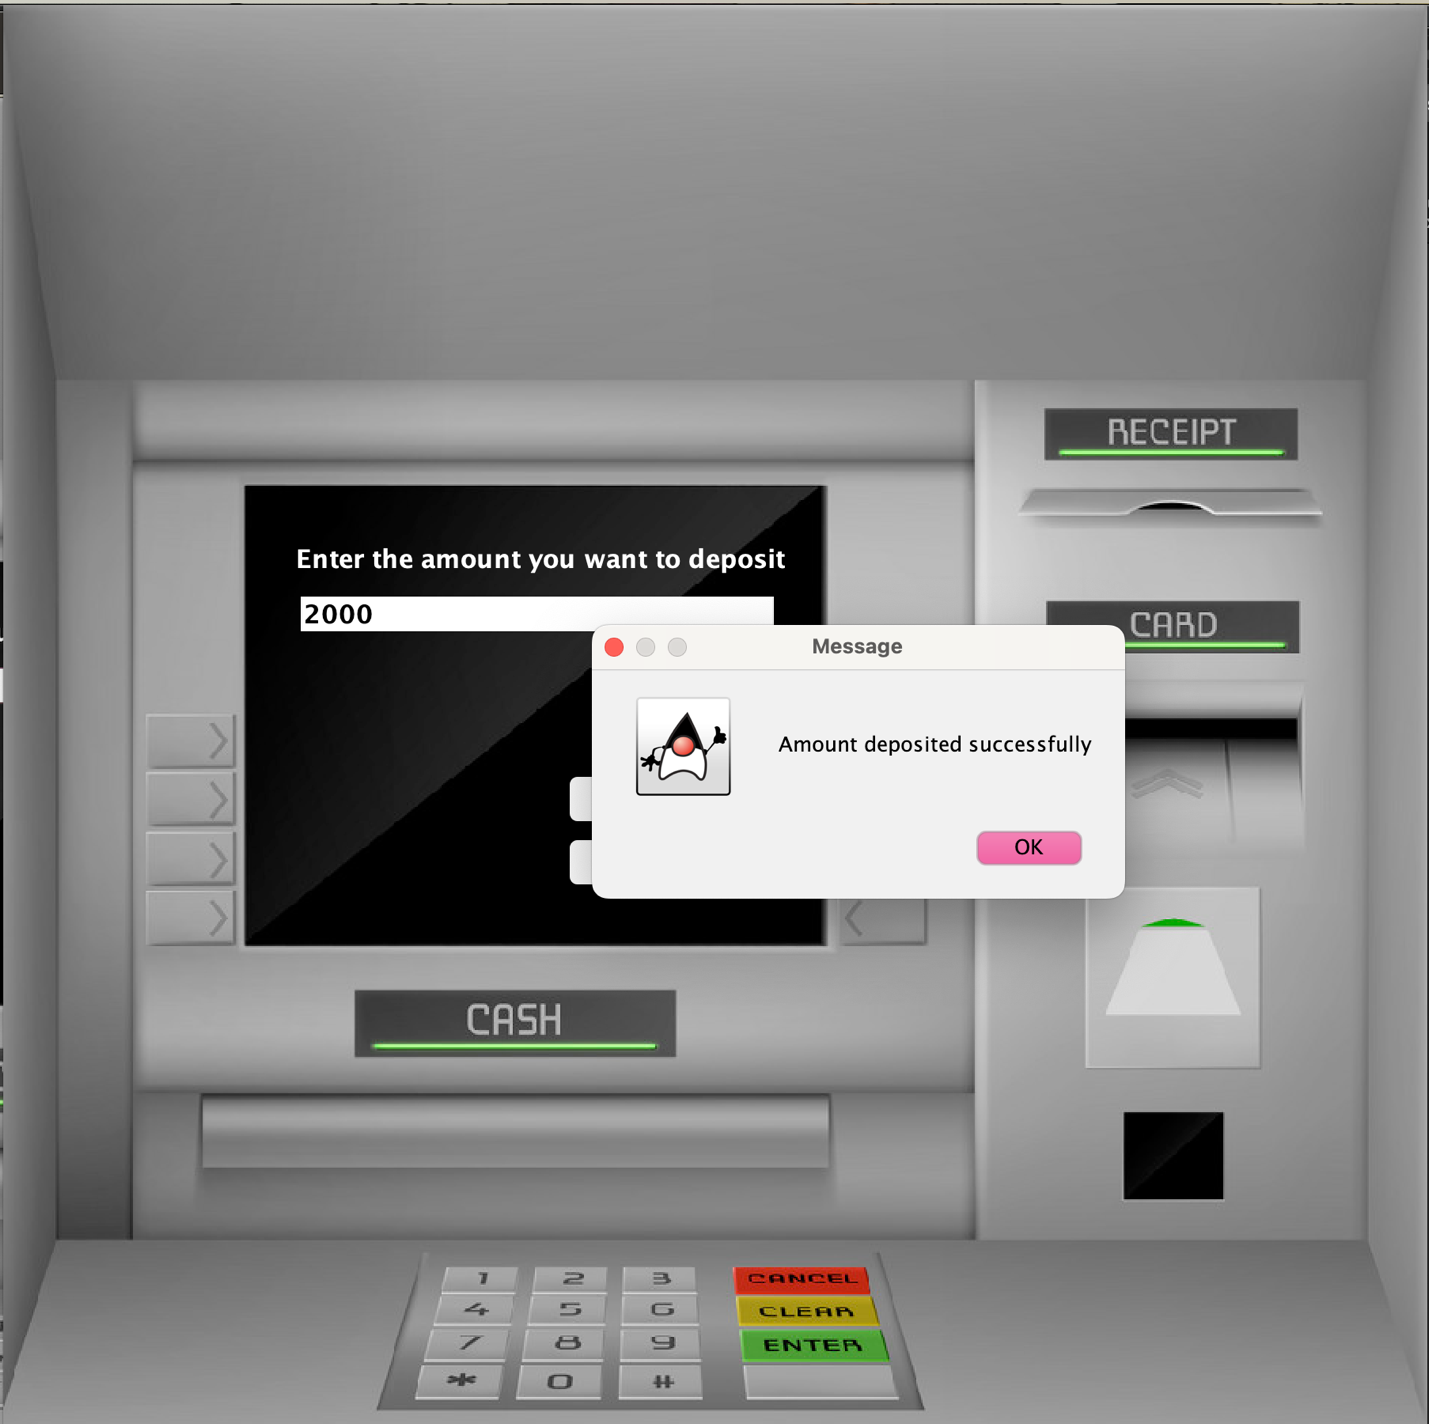 RECEIPT
Enter the amount you want to deposit
2000
CARD
Message
Amount deposited successfully
OK
CASH
1 2 3 CANCEL
4 5 6 CLEAR
7 8 9 ENTER
* 0 #